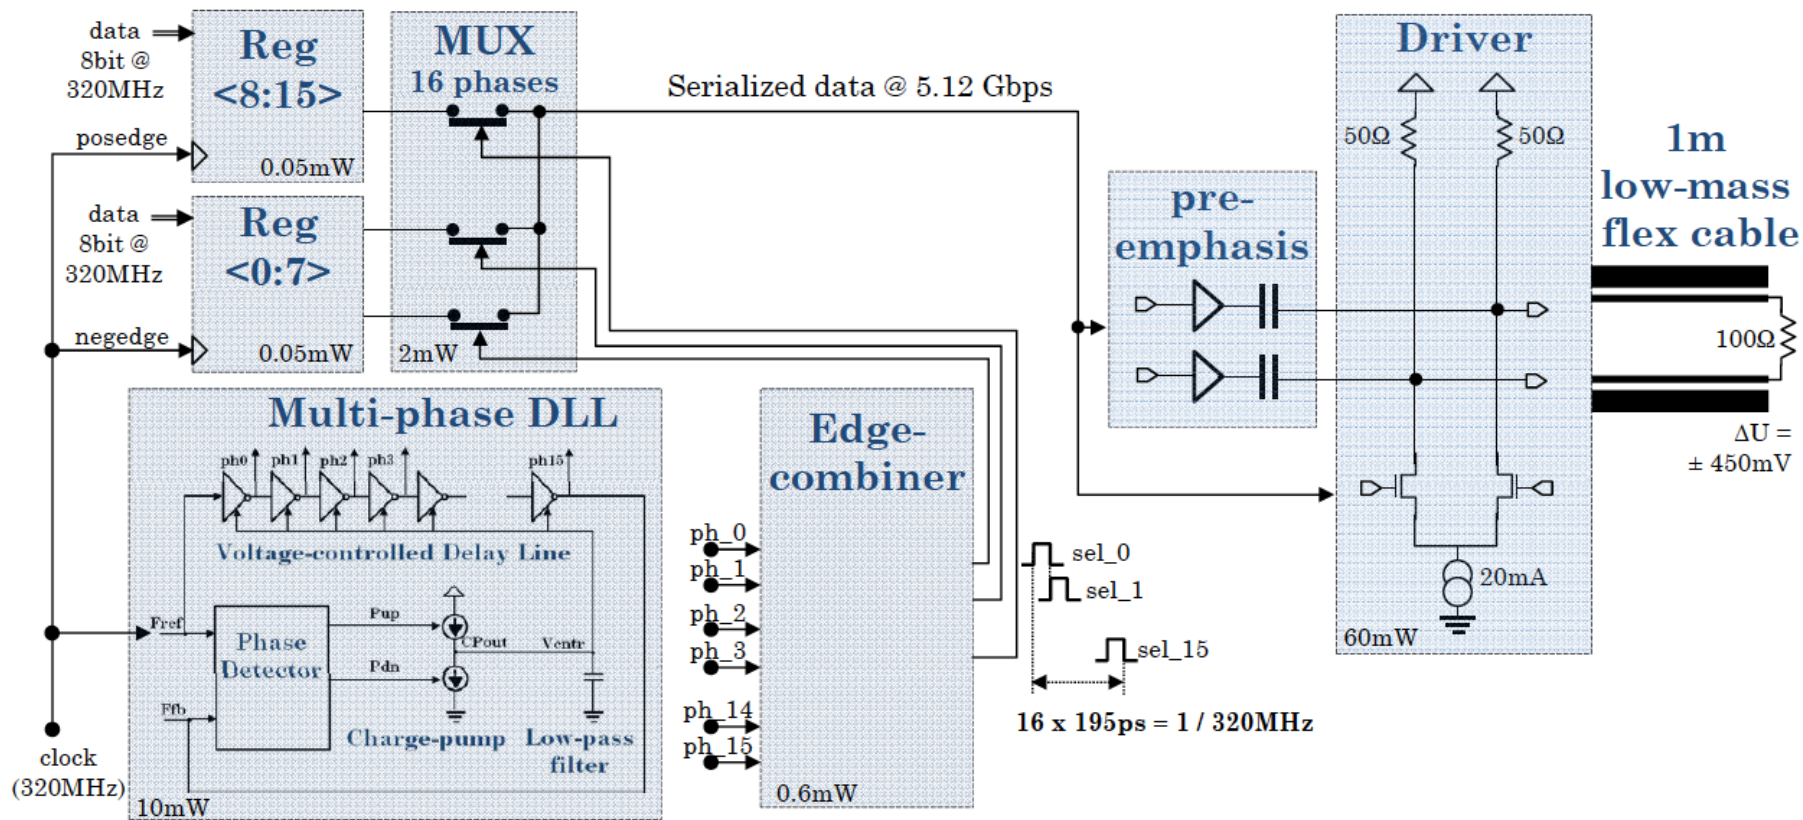 data
8bit @
320MHz
posedge
Reg
<8:15>
0.05mW
data
8bit @
320MHz
negedge
Reg
<0:7>
0.05mW
MUX
16 phases
2mW
Serialized data @ 5.12 Gbps
pre-
emphasis
Driver
50Ω
50Ω
20mA
60mW
1m
low-mass
flex cable
100Ω
ΔU =
± 450mV
Multi-phase DLL
ph0
ph1
ph2
ph3
ph15
Voltage-controlled Delay Line
Fref
Phase
Detector
Ffb
Pup
Pdn
CPout
Vcntr
Charge-pump
Low-pass
filter
10mW
clock
(320MHz)
Edge-
combiner
ph_0
ph_1
ph_2
ph_3
ph_14
ph_15
0.6mW
sel_0
sel_1
sel_15
16 x 195ps = 1 / 320MHz